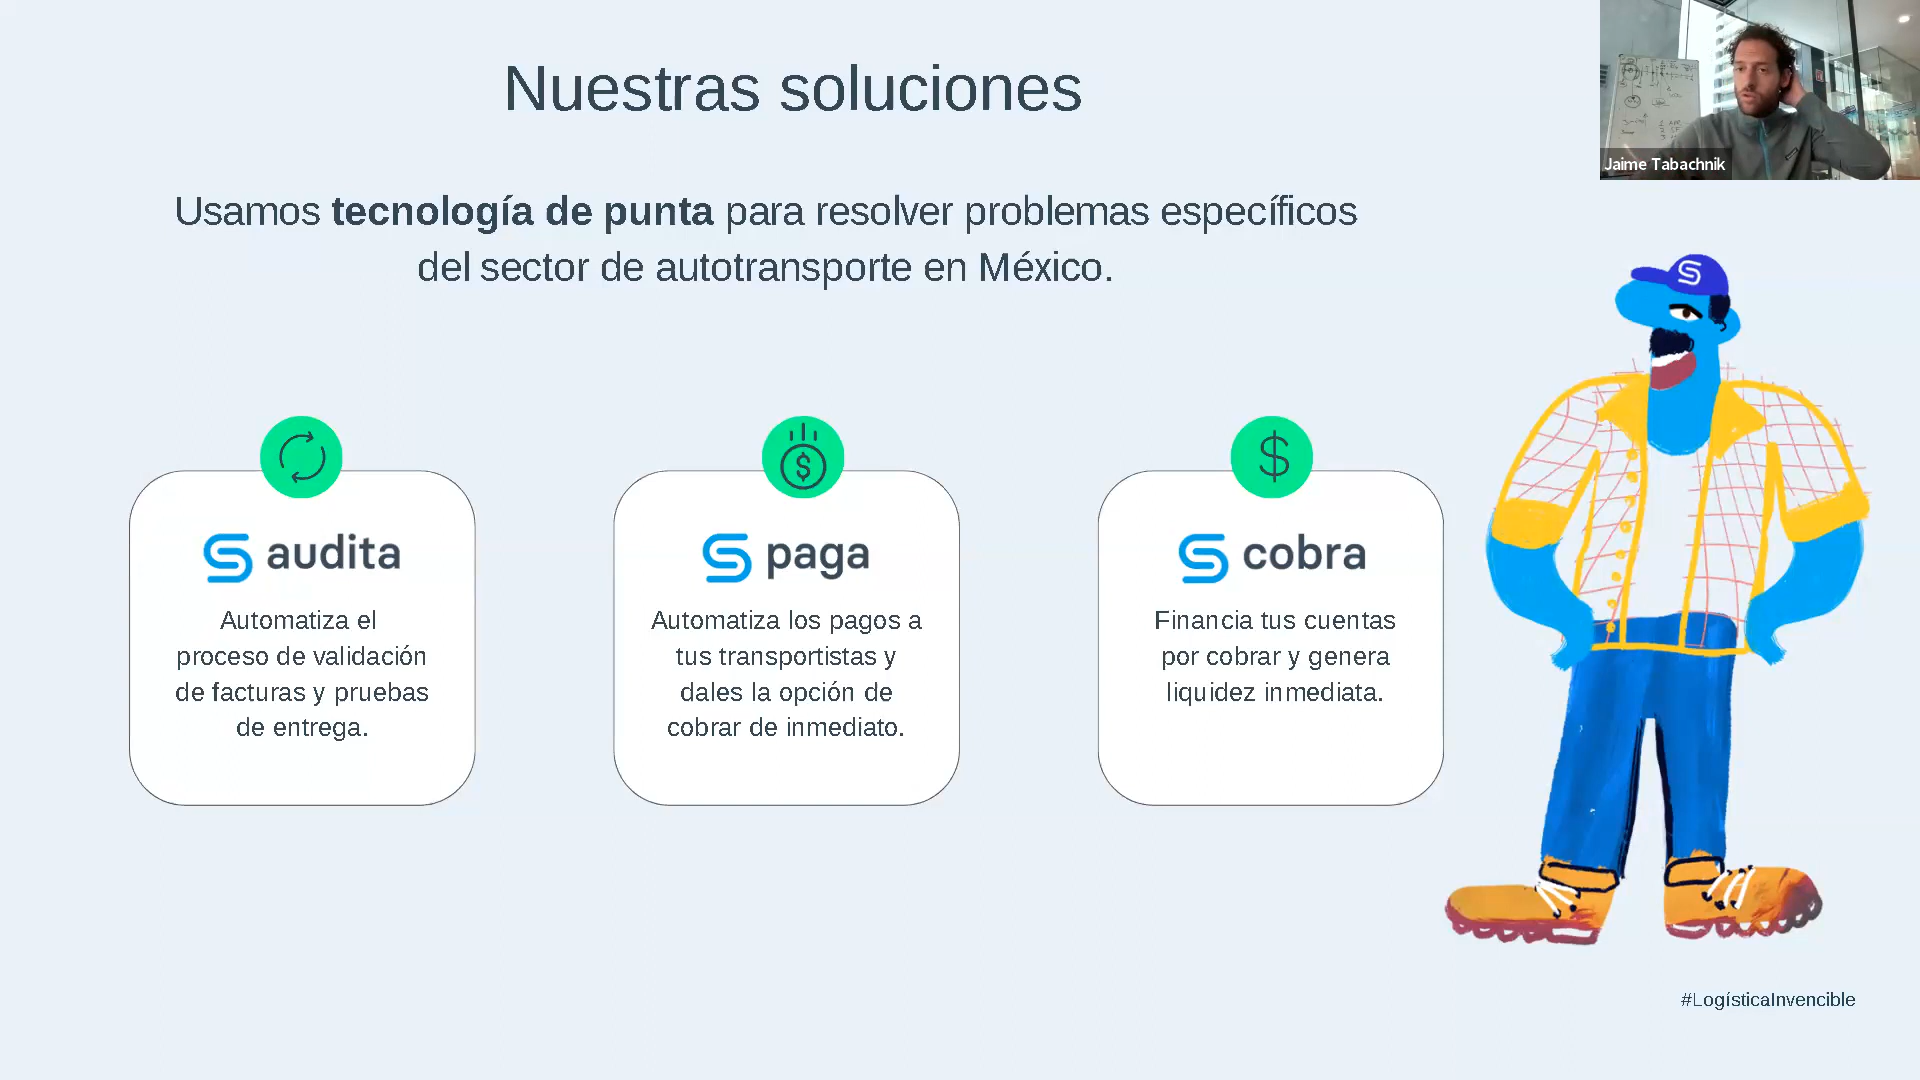 Nuestras soluciones
Jaime Tabachnik
Usamos tecnología de punta para resolver problemas específicos
del sector de autotransporte en México.
audita
Automatiza el
proceso de validación
de facturas y pruebas
de entrega.
paga
Automatiza los pagos a
tus transportistas y
dales la opción de
cobrar de inmediato.
cobra
Financia tus cuentas
por cobrar y genera
liquidez inmediata.
#LogísticaInvencible